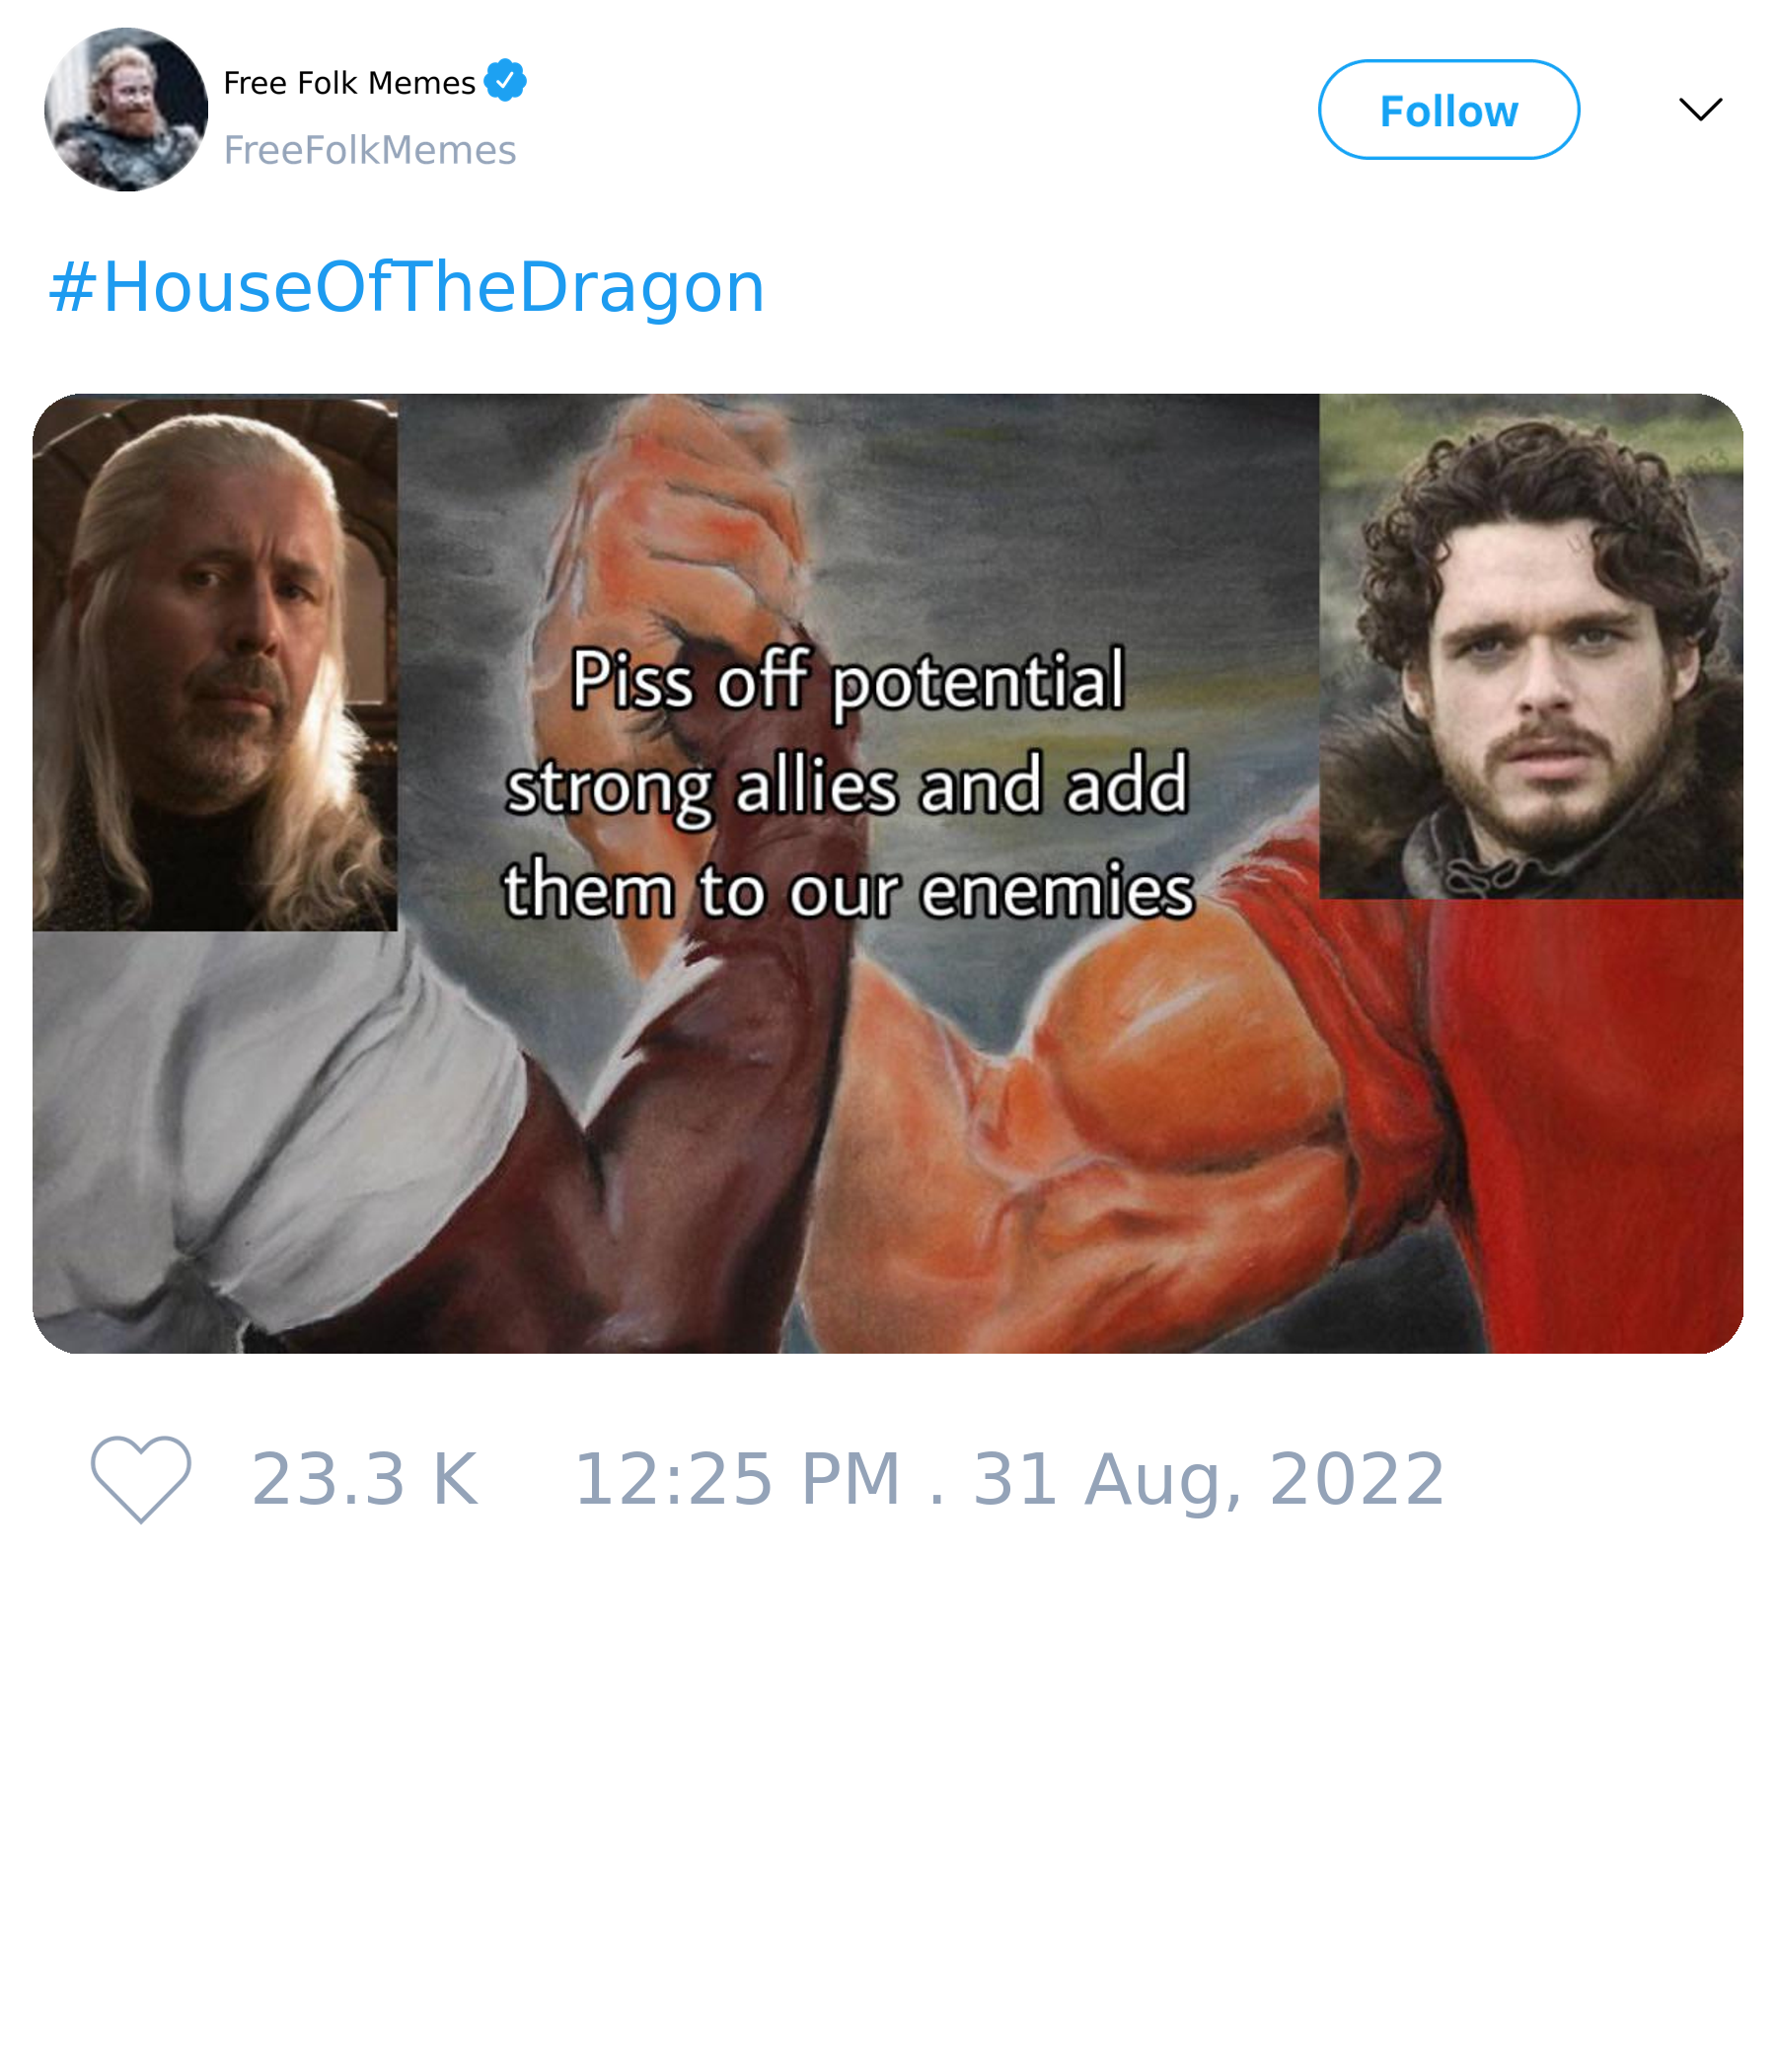 Free Folk Memes
FreeFolkMemes
Follow
#HouseOfTheDragon
Piss off potential
strong allies and add
them to our enemies
23.3 K 12:25 PM . 31 Aug, 2022